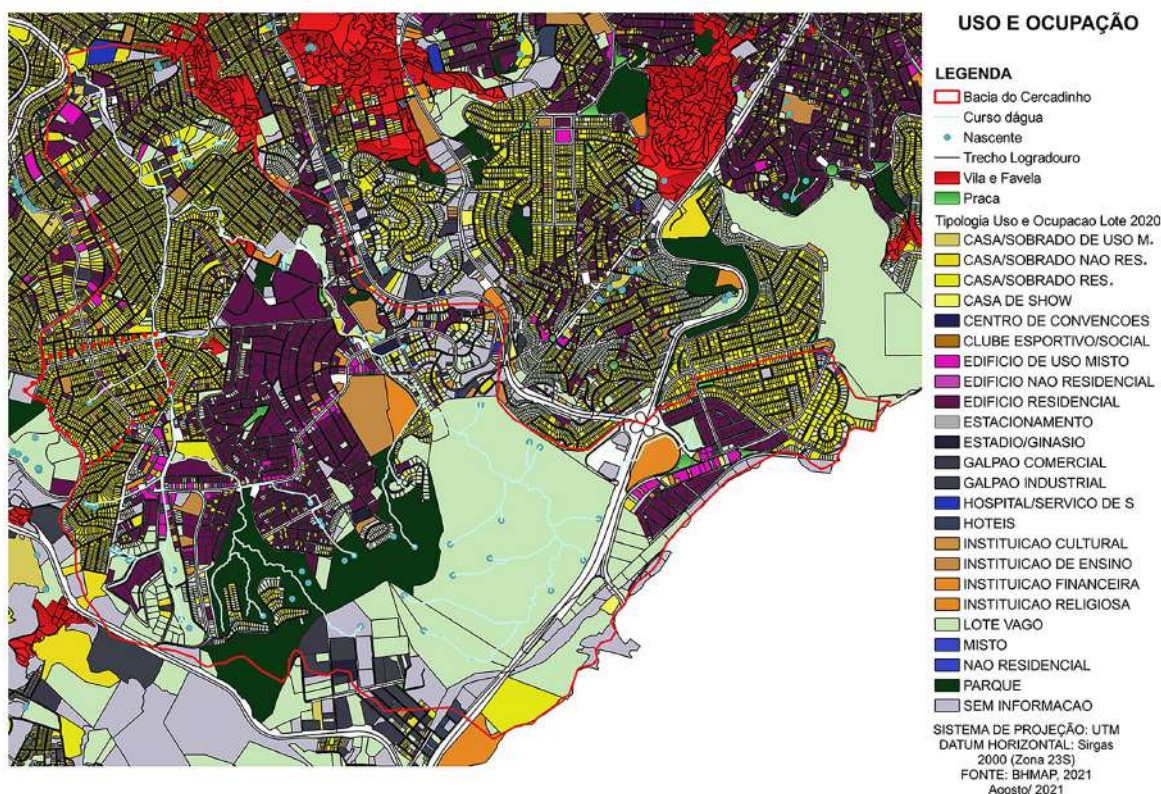 USO E OCUPAÇÃO
LEGENDA
Bacia do Cercadinho
Curso dágua
Nascente
Trecho Logradouro
Vila e Favela
Praca
Tipologia Uso e Ocupacao Lote 2020
CASA/SOBRADO DE USO M.
CASA/SOBRADO NAO RES.
CASA/SOBRADO RES.
CASA DE SHOW
CENTRO DE CONVENCOES
CLUBE ESPORTIVO/SOCIAL
EDIFICIO DE USO MISTO
EDIFICIO NAO RESIDENCIAL
EDIFICIO RESIDENCIAL
ESTACIONAMENTO
ESTADIO/GINASIO
GALPAO COMERCIAL
GALPAO INDUSTRIAL
HOSPITAL/SERVICO DE S
HOTEIS
INSTITUICAO CULTURAL
INSTITUICAO DE ENSINO
INSTITUICAO FINANCEIRA
INSTITUICAO RELIGIOSA
LOTE VAGO
MISTO
NAO RESIDENCIAL
PARQUE
SEM INFORMACAO
SISTEMA DE PROJEÇÃO: UTM
DATUM HORIZONTAL: Sirgas
2000 (Zona 23S)
FONTE: BHMAP, 2021
Agosto/ 2021